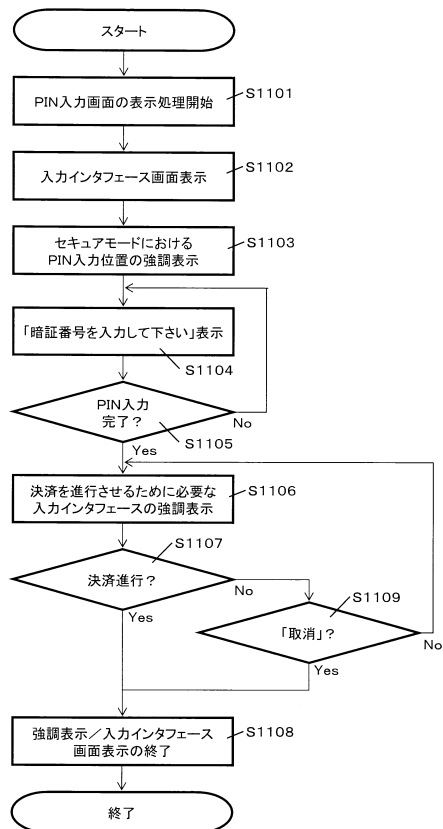 スタート
PIN入力画面の表示処理開始
S1101
入力インタフェース画面表示
S1102
セキュアモードにおける
PIN入力位置の強調表示
S1103
「暗証番号を入力して下さい」表示
S1104
PIN入力
完了？
S1105
No
Yes
決済を進行させるために必要な
入力インタフェースの強調表示
S1106
S1107
決済進行？
No
Yes
S1109
「取消」？
No
Yes
強調表示／入力インタフェース
画面表示の終了
S1108
終了